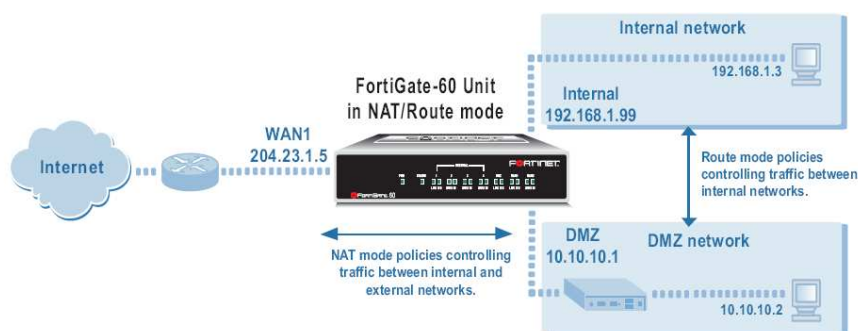 Internal network
192.168.1.3
FortiGate-60 Unit
in NAT/Route mode
Internal
192.168.1.99
WAN1
204.23.1.5
Internet
FORTINET
FortiGate 60
Route mode policies
controlling traffic between
internal networks.
NAT mode policies controlling
traffic between internal and
external networks.
DMZ
10.10.10.1
DMZ network
10.10.10.2